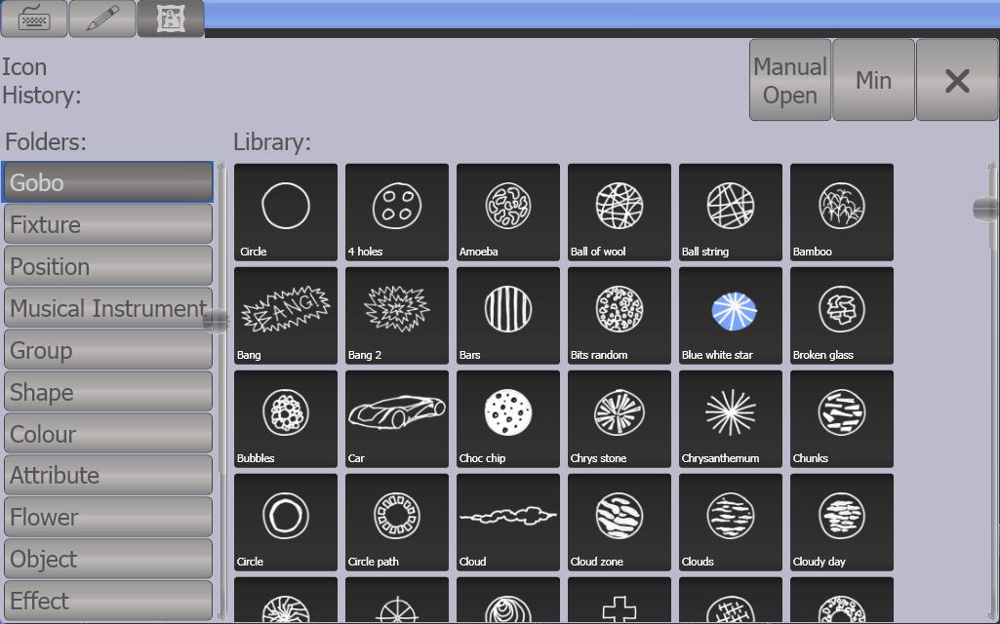 Icon
History:
Manual
Open
Min
Folders:
Library:
Gobo
Fixture
Position
Musical Instrument
Group
Shape
Colour
Attribute
Flower
Object
Effect
Circle
4 holes
Amoeba
Ball of wool
Ball string
Bamboo
BANG!
Bang
Bang 2
Bars
Bits random
Blue white star
Broken glass
Bubbles
Car
Choc chip
Chrys stone
Chrysanthemum
Chunks
Circle
Circle path
Cloud
Cloud zone
Clouds
Cloudy day